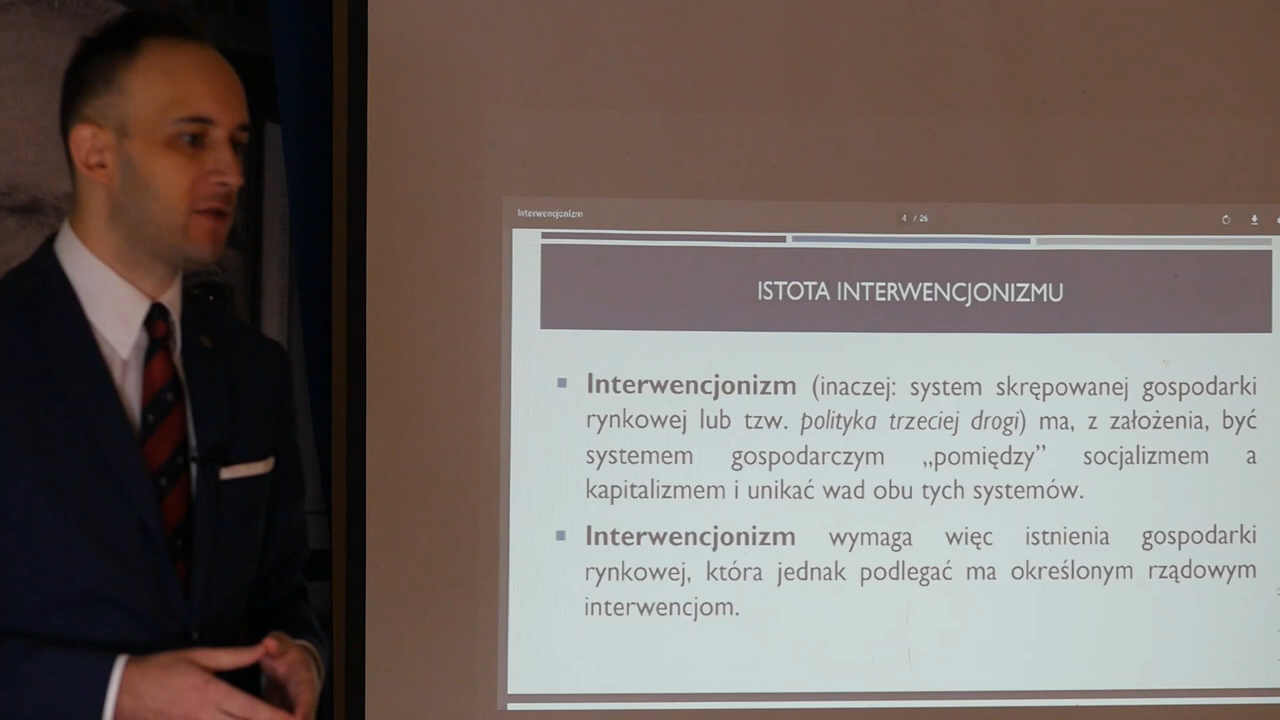 Interwencjonizm
4 / 26
ISTOTA INTERWENCJONIZMU
Interwencjonizm (inaczej: system skrępowanej gospodarki
rynkowej lub tzw. polityka trzeciej drogi) ma, z założenia, być
systemem gospodarczym „pomiędzy” socjalizmem a
kapitalizmem i unikać wad obu tych systemów.
Interwencjonizm wymaga więc istnienia gospodarki
rynkowej, która jednak podlegać ma określonym rządowym
interwencjom.